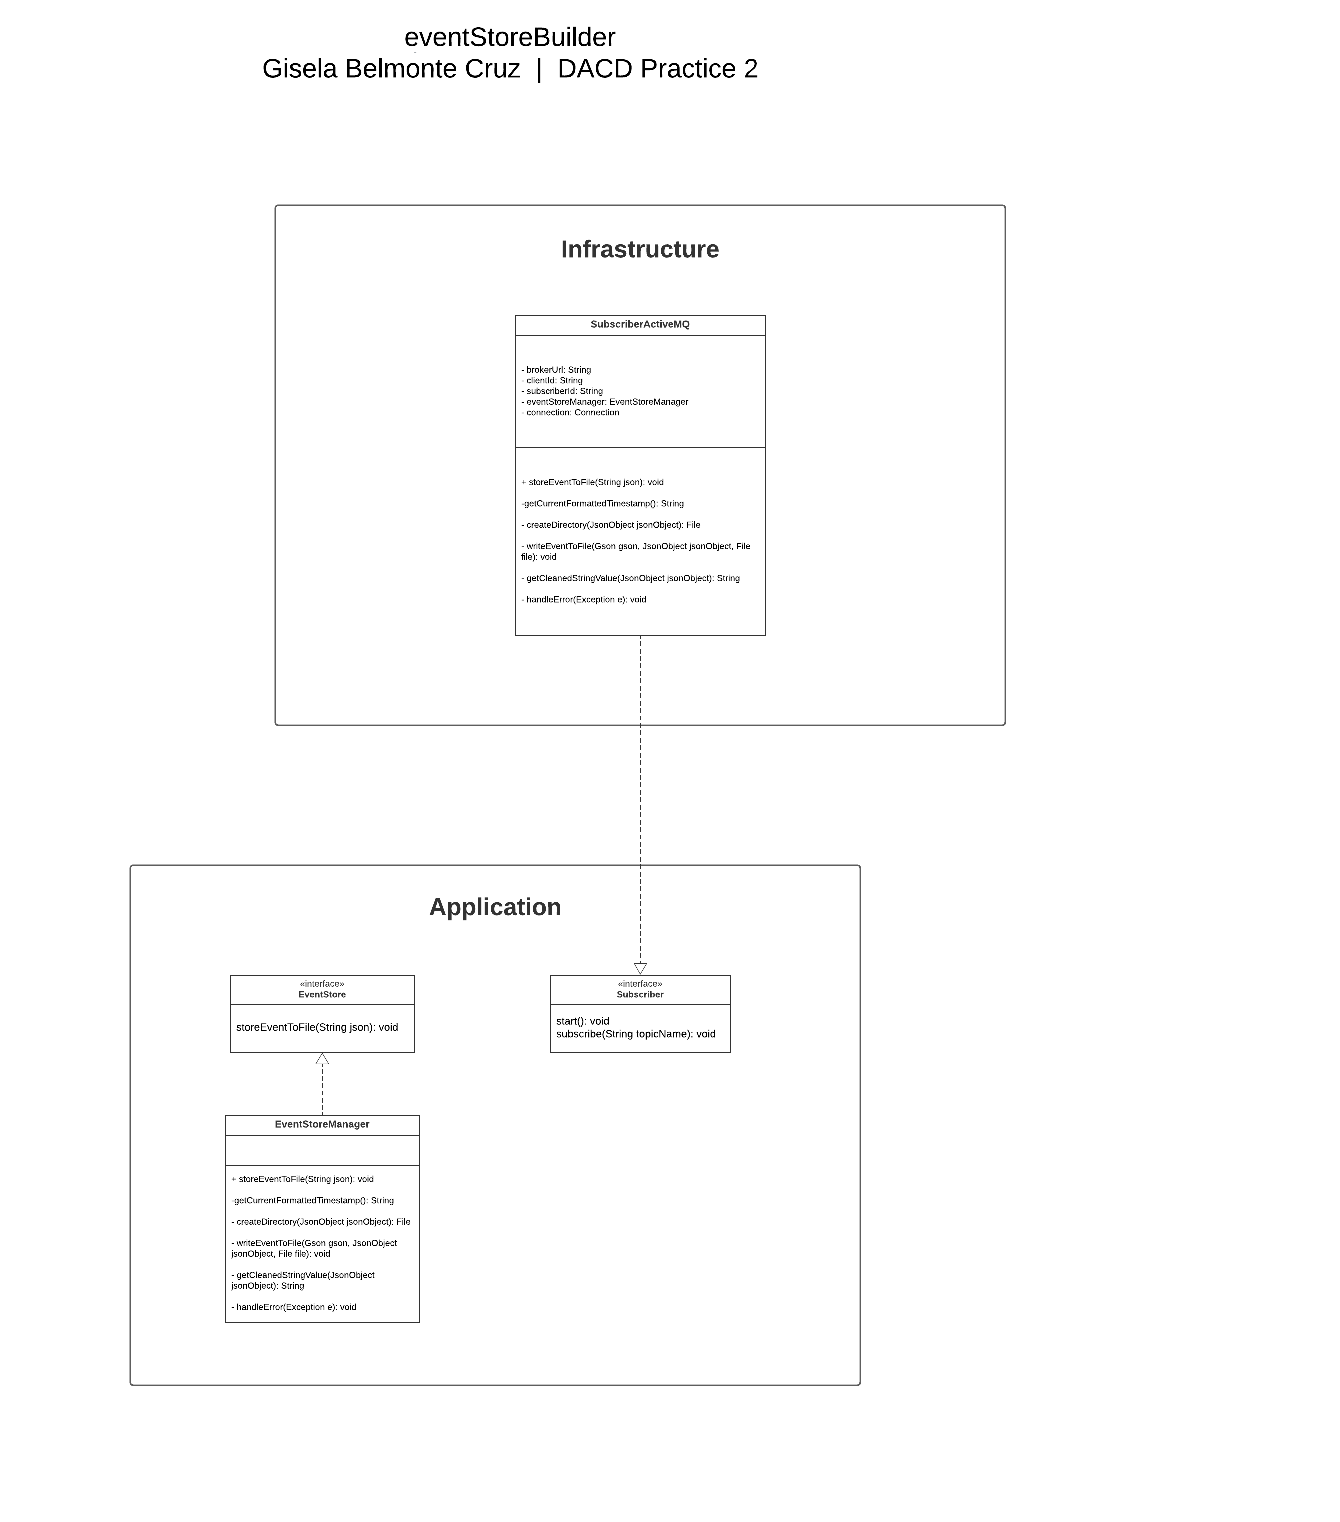 eventStoreBuilder
Gisela Belmonte Cruz | DACD Practice 2
Infrastructure
SubscriberActiveMQ
- brokerUrl: String
- clientId: String
- subscriberId: String
- eventStoreManager: EventStoreManager
- connection: Connection
+ storeEventToFile(String json): void
-getCurrentFormattedTimestamp(): String
- createDirectory(JsonObject jsonObject): File
- writeEventToFile(Gson gson, JsonObject jsonObject, File
file): void
- getCleanedStringValue(JsonObject jsonObject): String
- handleError(Exception e): void
Application
«interface»
EventStore
storeEventToFile(String json): void
«interface»
Subscriber
start(): void
subscribe(String topicName): void
EventStoreManager
+ storeEventToFile(String json): void
-getCurrentFormattedTimestamp(): String
- createDirectory(JsonObject jsonObject): File
- writeEventToFile(Gson gson, JsonObject
jsonObject, File file): void
- getCleanedStringValue(JsonObject
jsonObject): String
- handleError(Exception e): void